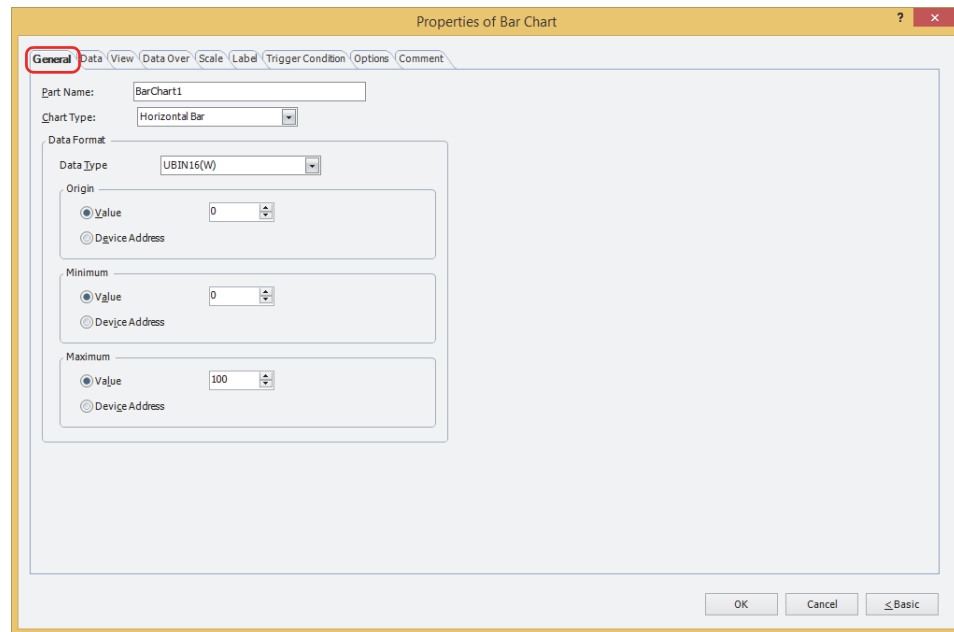 Properties of Bar Chart
?
General Data View Data Over Scale Label Trigger Condition Options Comment
Part Name: BarChart1
Chart Type: Horizontal Bar
Data Format
Data Type UBIN16(W)
Origin
Value 0
Device Address
Minimum
Value 0
Device Address
Maximum
Value 100
Device Address
OK Cancel < Basic